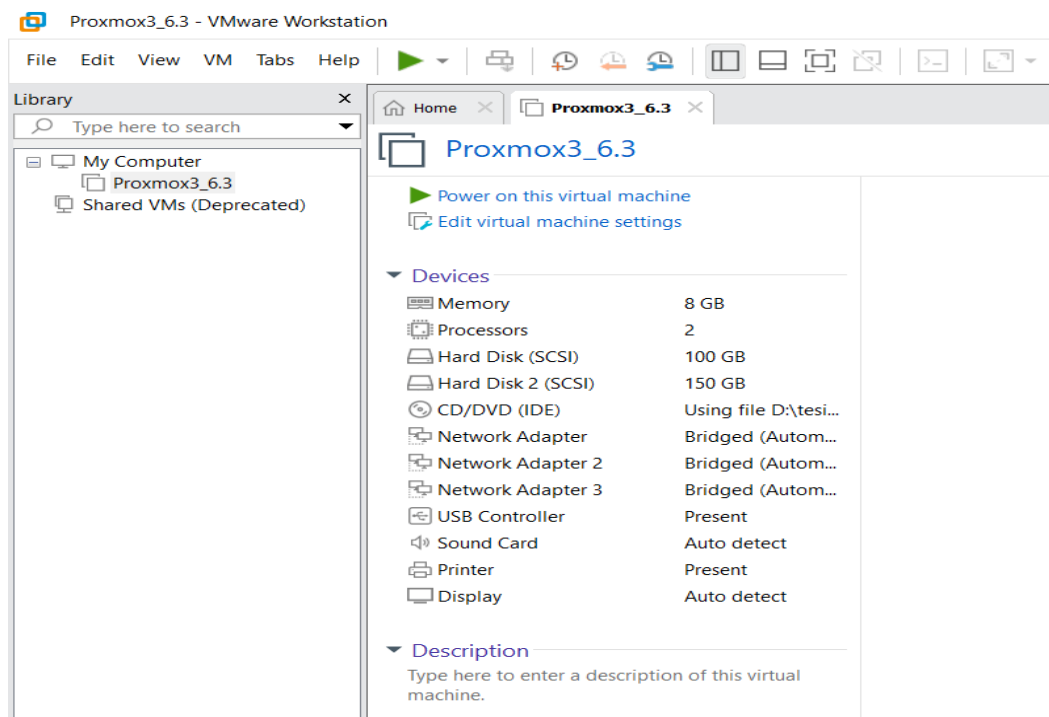 Proxmox3_6.3 - VMware Workstation
File Edit View VM Tabs Help
Library
Type here to search
My Computer
Proxmox3_6.3
Shared VMs (Deprecated)
Home
Proxmox3_6.3
Proxmox3_6.3
Power on this virtual machine
Edit virtual machine settings
Devices
Memory 8 GB
Processors 2
Hard Disk (SCSI) 100 GB
Hard Disk 2 (SCSI) 150 GB
CD/DVD (IDE) Using file D:\tesi...
Network Adapter Bridged (Autom...
Network Adapter 2 Bridged (Autom...
Network Adapter 3 Bridged (Autom...
USB Controller Present
Sound Card Auto detect
Printer Present
Display Auto detect
Description
Type here to enter a description of this virtual
machine.